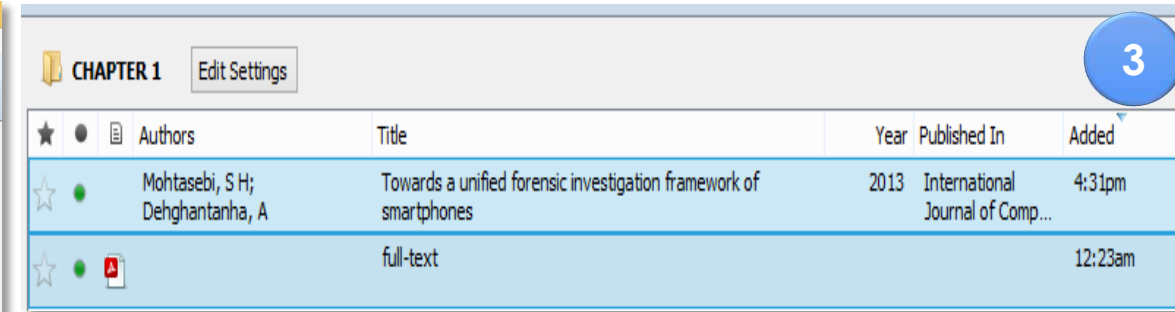 3
CHAPTER 1 Edit Settings
Authors Title Year Published In Added
Mohtasebi, S H; Towards a unified forensic investigation framework of 2013 International 4:31pm
Dehghantanha, A smartphones Journal of Comp...
full-text 12:23am